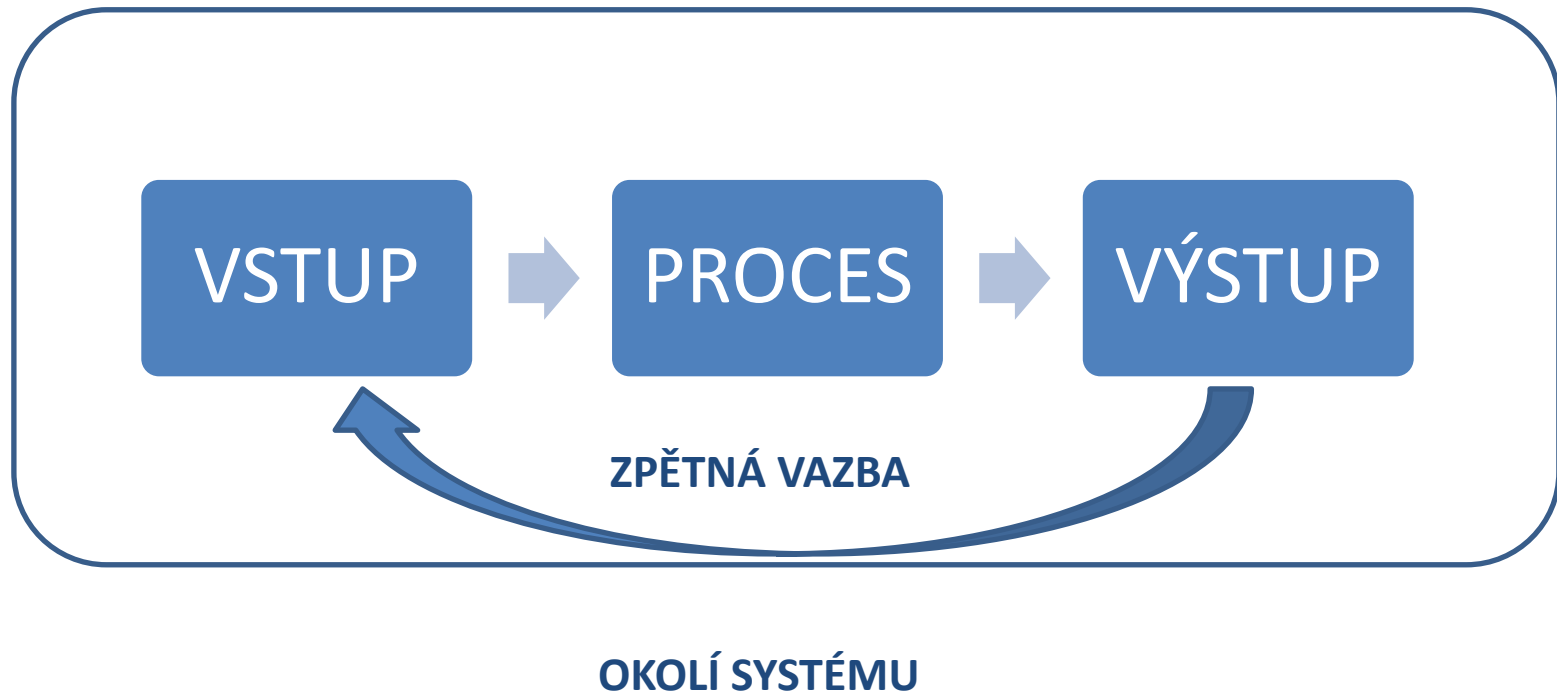 VSTUP
PROCES
VÝSTUP
ZPĚTNÁ VAZBA
OKOLÍ SYSTÉMU